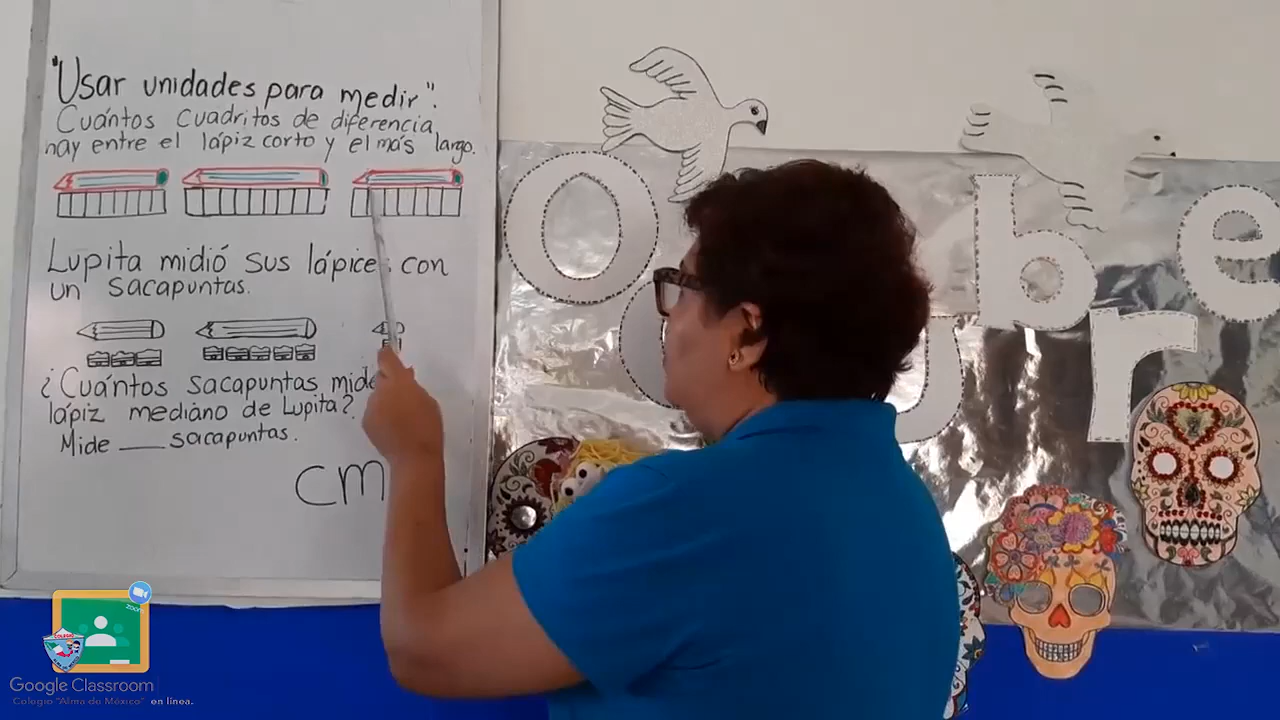 "Usar unidades para medir".
Cuántos cuadritos de diferencia
hay entre el lápiz corto y el más largo.
Lupita midió sus lápices con
un sacapuntas.
¿Cuántos sacapuntas mide
lápiz mediano de Lupita?.
Mide ___ sacapuntas.
cm
O
b
r
e
Google Classroom
Colegio "Alma de México" en línea.
zoom